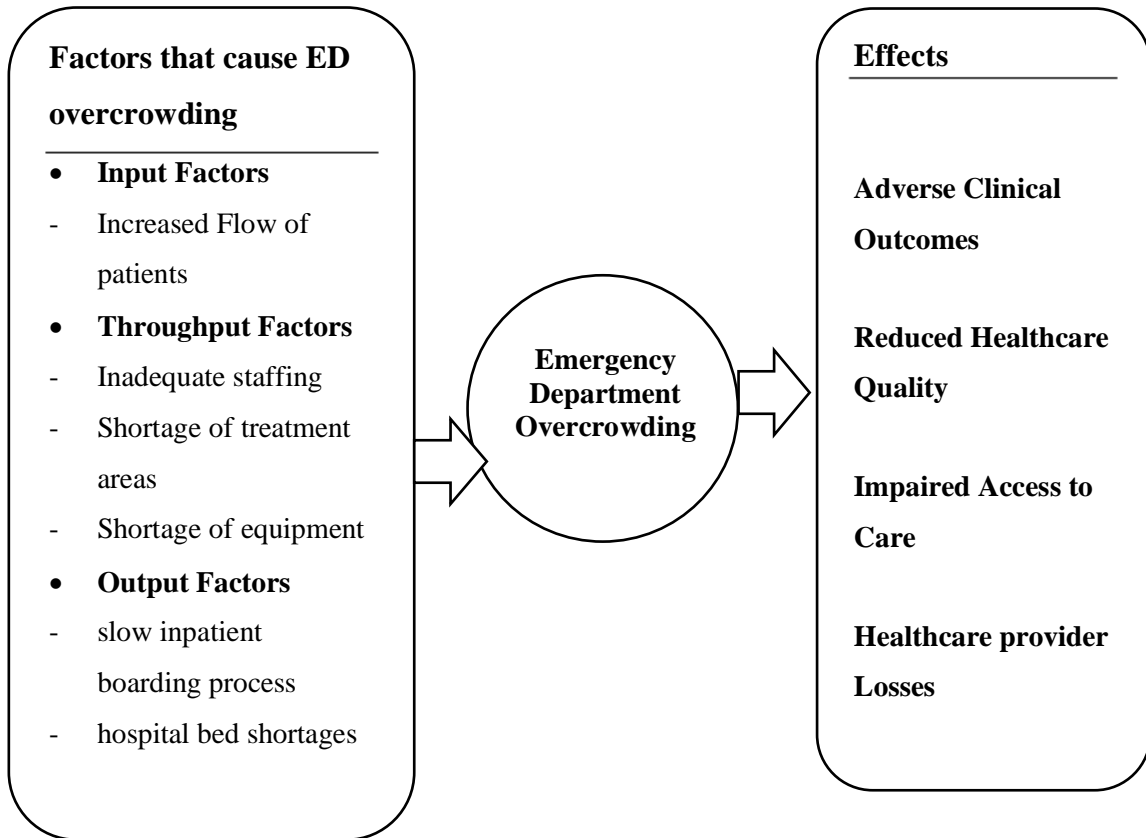 Factors that cause ED
overcrowding
• Input Factors
- Increased Flow of
patients
• Throughput Factors
- Inadequate staffing
- Shortage of treatment
areas
- Shortage of equipment
• Output Factors
- slow inpatient
boarding process
- hospital bed shortages
Emergency
Department
Overcrowding
Effects
Adverse Clinical
Outcomes
Reduced Healthcare
Quality
Impaired Access to
Care
Healthcare provider
Losses